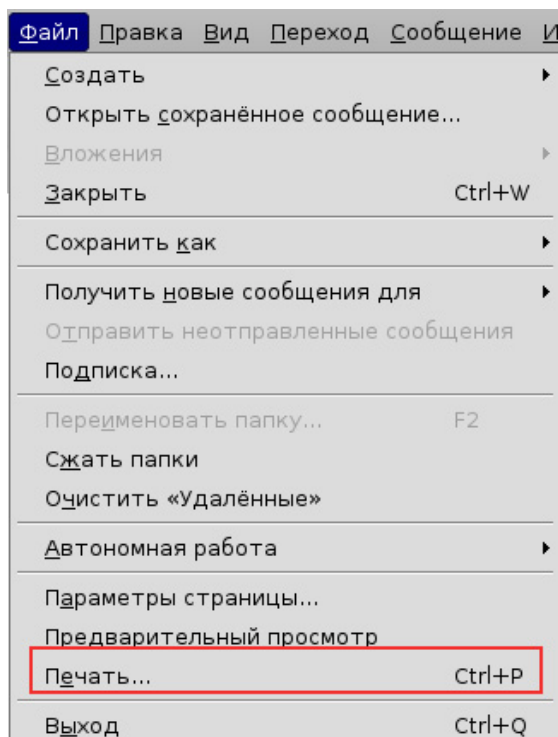 Файл Правка Вид Переход Сообщение И
Создать
Открыть сохранённое сообщение...
Вложения
Закрыть Ctrl+W
Сохранить как
Получить новые сообщения для
Отправить неотправленные сообщения
Подписка...
Переименовать папку... F2
Сжать папки
Очистить «Удалённые»
Автономная работа
Параметры страницы...
Предварительный просмотр
Печать... Ctrl+P
Выход Ctrl+Q